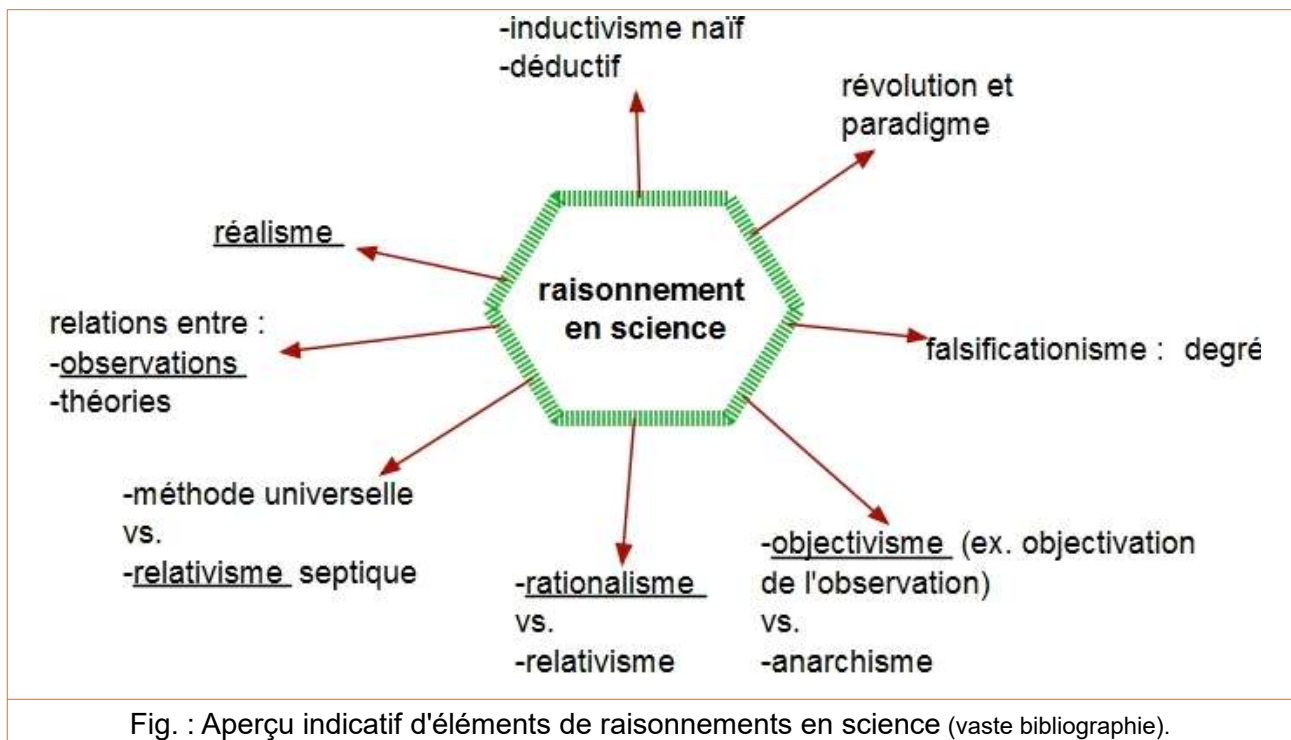 -inductivisme naïf
-déductif
révolution et
paradigme
réalisme
raisonnement
en science
relations entre :
-observations
-théories
falsificationisme : degré
-méthode universelle
vs.
-relativisme septique
-rationalisme
vs.
-relativisme
-objectivisme (ex. objectivation
de l'observation)
vs.
-anarchisme
Fig. : Aperçu indicatif d'éléments de raisonnements en science (vaste bibliographie).